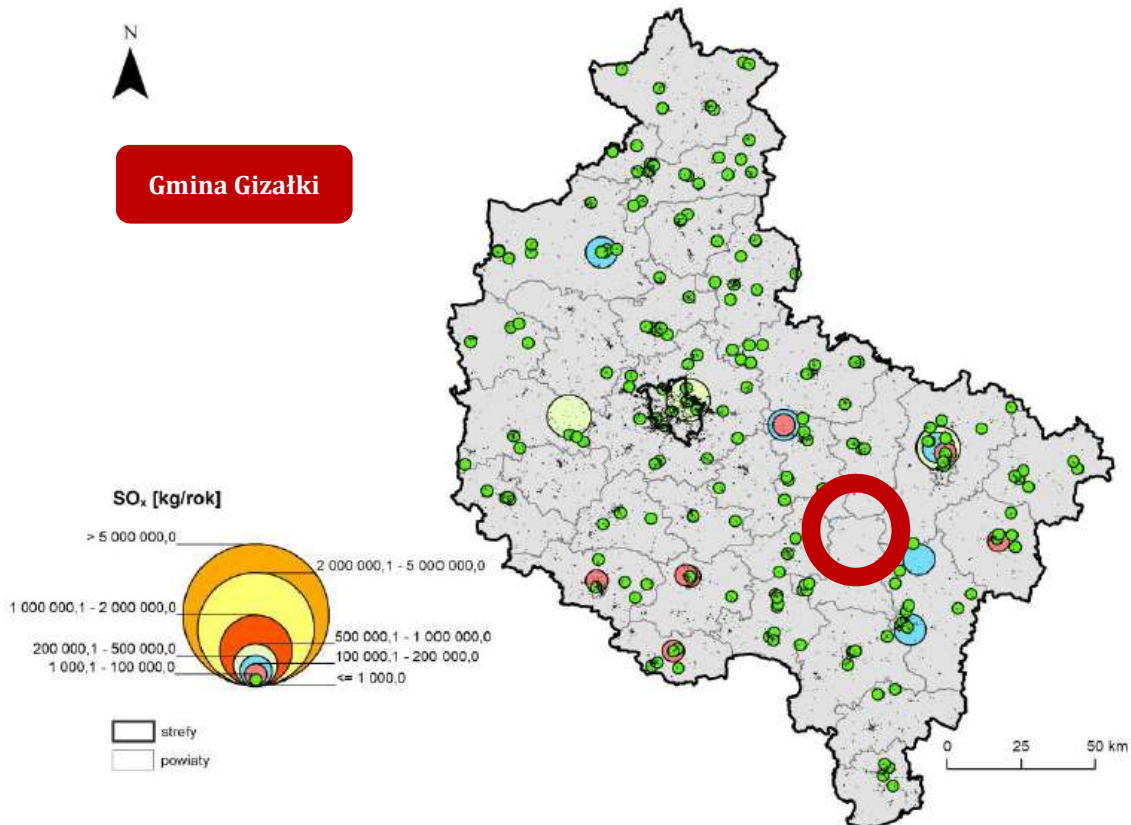 N
Gmina Gizałki
SOₓ [kg/rok]
> 5 000 000,0
2 000 000,1 - 5 000 000,0
1 000 000,1 - 2 000 000,0
500 000,1 - 1 000 000,0
200 000,1 - 500 000,0
100 000,1 - 200 000,0
1 000,1 - 100 000,0
<= 1 000,0
strefy
powiaty
0 25 50 km